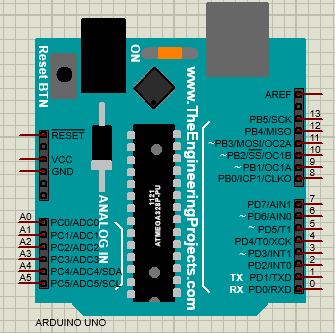 Reset BTN
ON
www.TheEngineeringProjects.com
AREF
RESET
VCC
GND
1121
ATMEGA328P-PU
ANALOG IN
A0 PC0/ADC0
A1 PC1/ADC1
A2 PC2/ADC2
A3 PC3/ADC3
A4 PC4/ADC4/SDA
A5 PC5/ADC5/SCL
PB5/SCK 13
PB4/MISO 12
~PB3/MOSI/OC2A 11
~PB2/SS/OC1B 10
~PB1/OC1A 9
PB0/ICP1/CLKO 8
PD7/AIN1 7
~PD6/AIN0 6
~PD5/T1 5
PD4/T0/XCK 4
~PD3/INT1 3
PD2/INT0 2
TX PD1/TXD 1
RX PD0/RXD 0
ARDUINO UNO